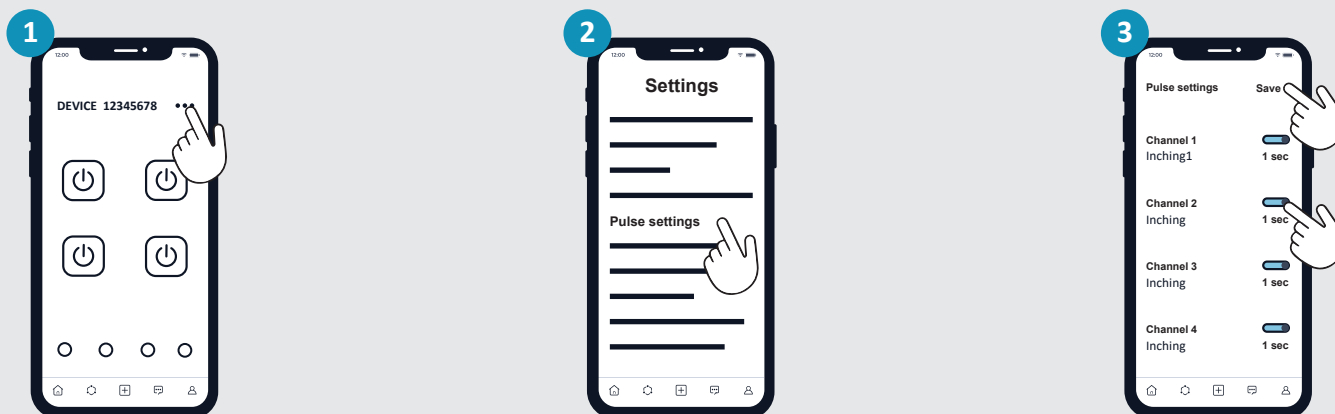 1
12:00
DEVICE 12345678
2
12:00
Settings
Pulse settings
3
12:00
Pulse settings Save
Channel 1
Inching1 1 sec
Channel 2
Inching 1 sec
Channel 3
Inching 1 sec
Channel 4
Inching 1 sec